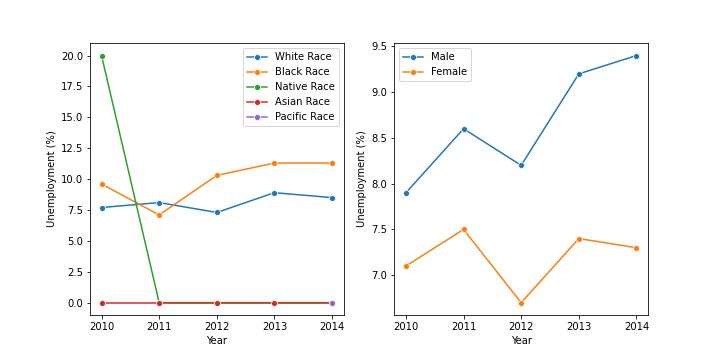 20.0
17.5
15.0
12.5
10.0
7.5
5.0
2.5
0.0
Unemployment (%)
2010 2011 2012 2013 2014
Year
White Race
Black Race
Native Race
Asian Race
Pacific Race
9.5
9.0
8.5
8.0
7.5
7.0
Unemployment (%)
2010 2011 2012 2013 2014
Year
Male
Female